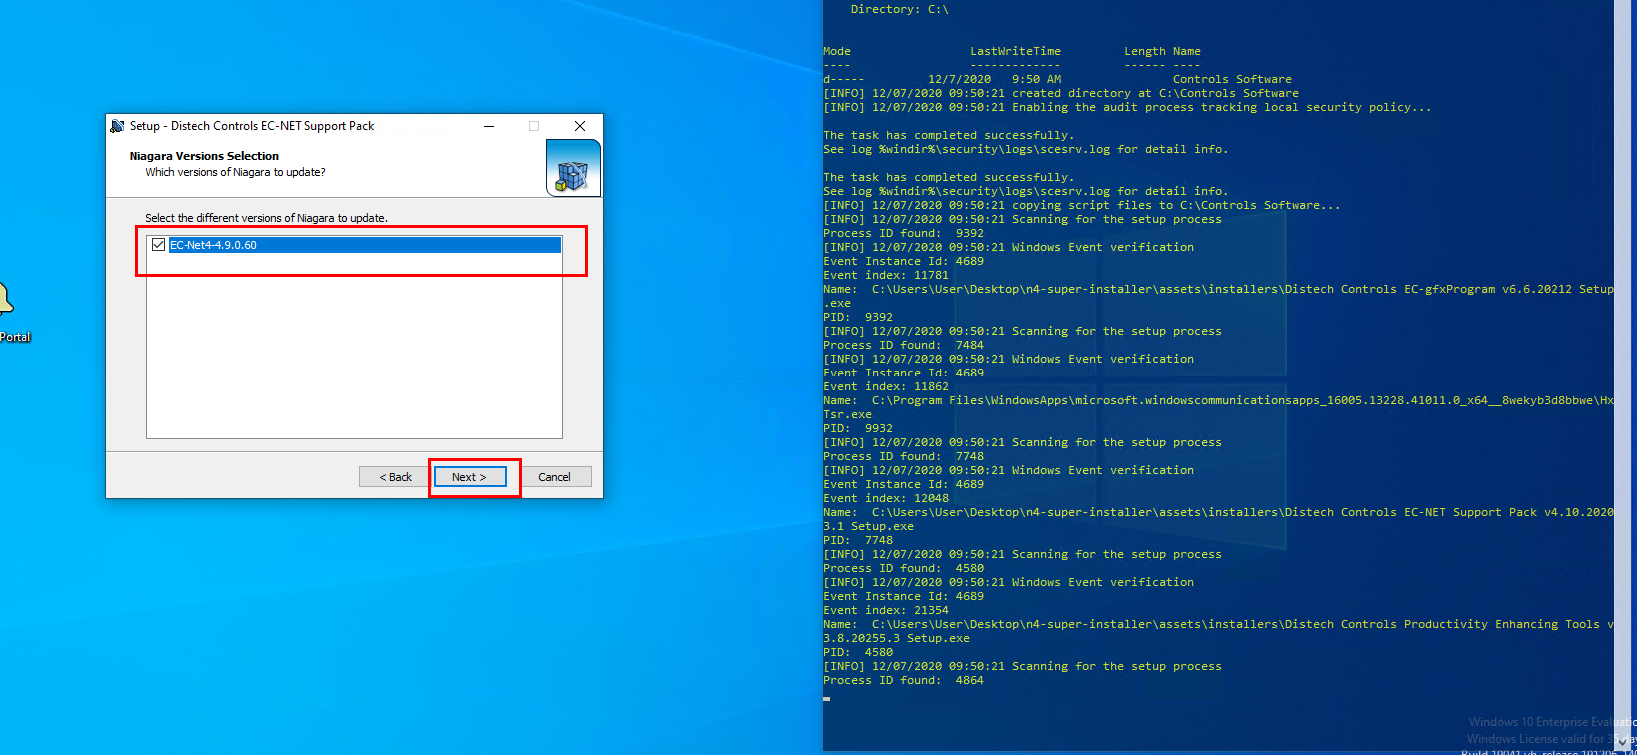 Portal
Setup - Distech Controls EC-NET Support Pack
Niagara Versions Selection
Which versions of Niagara to update?
Select the different versions of Niagara to update.
EC-Net4-4.9.0.60
< Back
Next >
Cancel
Directory: C:\
Mode LastWriteTime Length Name
---- ------------- ------ ----
d----- 12/7/2020 9:50 AM Controls Software
[INFO] 12/07/2020 09:50:21 created directory at C:\Controls Software
[INFO] 12/07/2020 09:50:21 Enabling the audit process tracking local security policy...
The task has completed successfully.
See log %windir%\security\logs\scesrv.log for detail info.
The task has completed successfully.
See log %windir%\security\logs\scesrv.log for detail info.
[INFO] 12/07/2020 09:50:21 copying script files to C:\Controls Software...
[INFO] 12/07/2020 09:50:21 Scanning for the setup process
Process ID found: 9392
[INFO] 12/07/2020 09:50:21 Windows Event verification
Event Instance Id: 4689
Event index: 11781
Name: C:\Users\User\Desktop\n4-super-installer\assets\installers\Distech Controls EC-gfxProgram v6.6.20212 Setup
.exe
PID: 9392
[INFO] 12/07/2020 09:50:21 Scanning for the setup process
Process ID found: 7484
[INFO] 12/07/2020 09:50:21 Windows Event verification
Event Instance Id: 4689
Event index: 11862
Name: C:\Program Files\WindowsApps\microsoft.windowscommunicationsapps_16005.13228.41011.0_x64__8wekyb3d8bbwe\Hx
Tsr.exe
PID: 9932
[INFO] 12/07/2020 09:50:21 Scanning for the setup process
Process ID found: 7748
[INFO] 12/07/2020 09:50:21 Windows Event verification
Event Instance Id: 4689
Event index: 12048
Name: C:\Users\User\Desktop\n4-super-installer\assets\installers\Distech Controls EC-NET Support Pack v4.10.2020
3.1 Setup.exe
PID: 7748
[INFO] 12/07/2020 09:50:21 Scanning for the setup process
Process ID found: 4580
[INFO] 12/07/2020 09:50:21 Windows Event verification
Event Instance Id: 4689
Event index: 21354
Name: C:\Users\User\Desktop\n4-super-installer\assets\installers\Distech Controls Productivity Enhancing Tools v
3.8.20255.3 Setup.exe
PID: 4580
[INFO] 12/07/2020 09:50:21 Scanning for the setup process
Process ID found: 4864
Windows 10 Enterprise Evaluatio
Windows License valid for 35 day